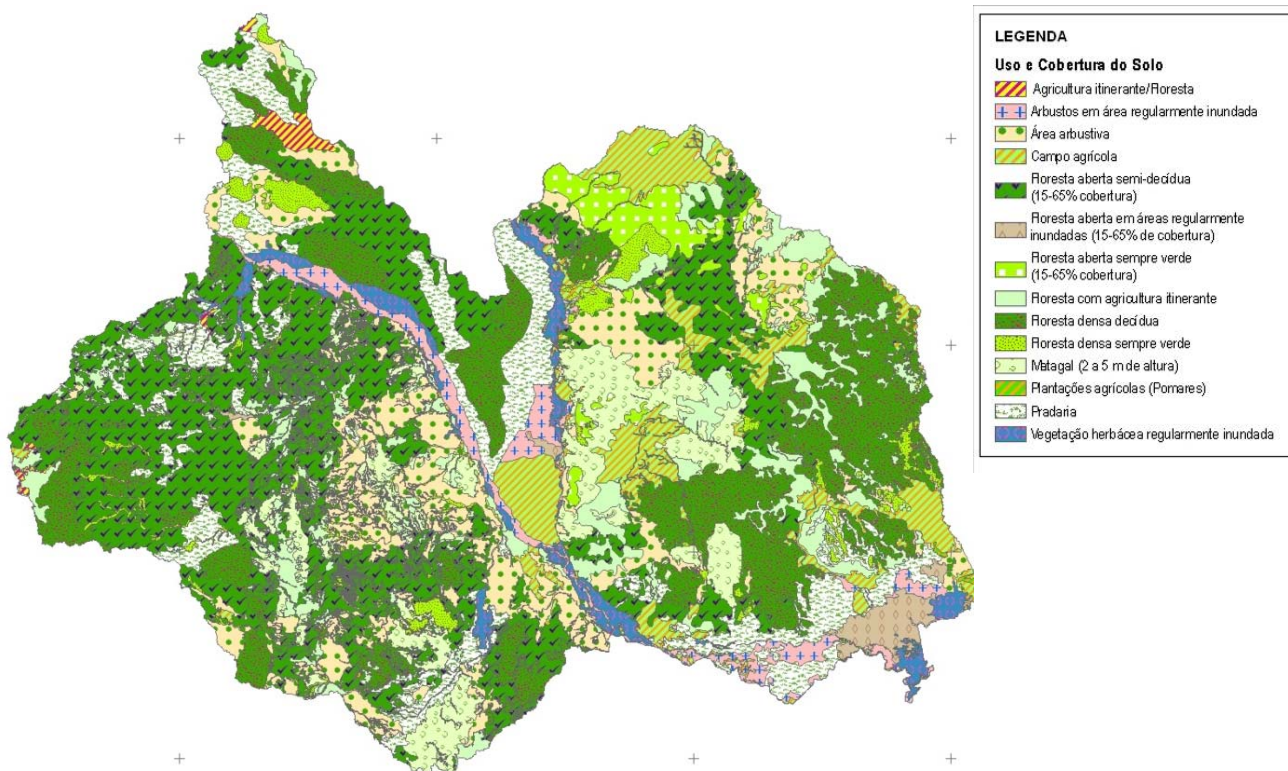 LEGENDA
Uso e Cobertura do Solo
Agricultura itinerante/Floresta
Arbustos em área regularmente inundada
Área arbustiva
Campo agrícola
Floresta aberta semi-decídua
(15-65% cobertura)
Floresta aberta em áreas regularmente
inundadas (15-65% de cobertura)
Floresta aberta sempre verde
(15-65% cobertura)
Floresta com agricultura itinerante
Floresta densa decídua
Floresta densa sempre verde
Matagal (2 a 5 m de altura)
Plantações agrícolas (Pomares)
Pradaria
Vegetação herbácea regularmente inundada